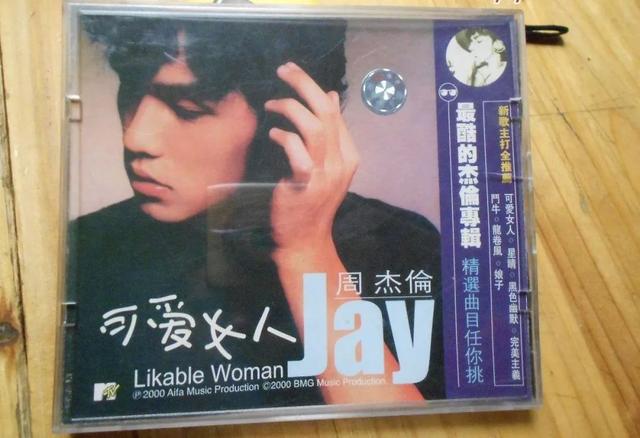 周 杰倫
Jay
可爱女人
Likable Woman
℗ 2000 Aifa Music Production ©2000 BMG Music Production
MTV
最酷的杰倫專輯
精選曲目任你挑
新歌主打全推薦
可愛女人。星晴。黑色幽默。完美主義
鬥牛。龍卷風。娘子